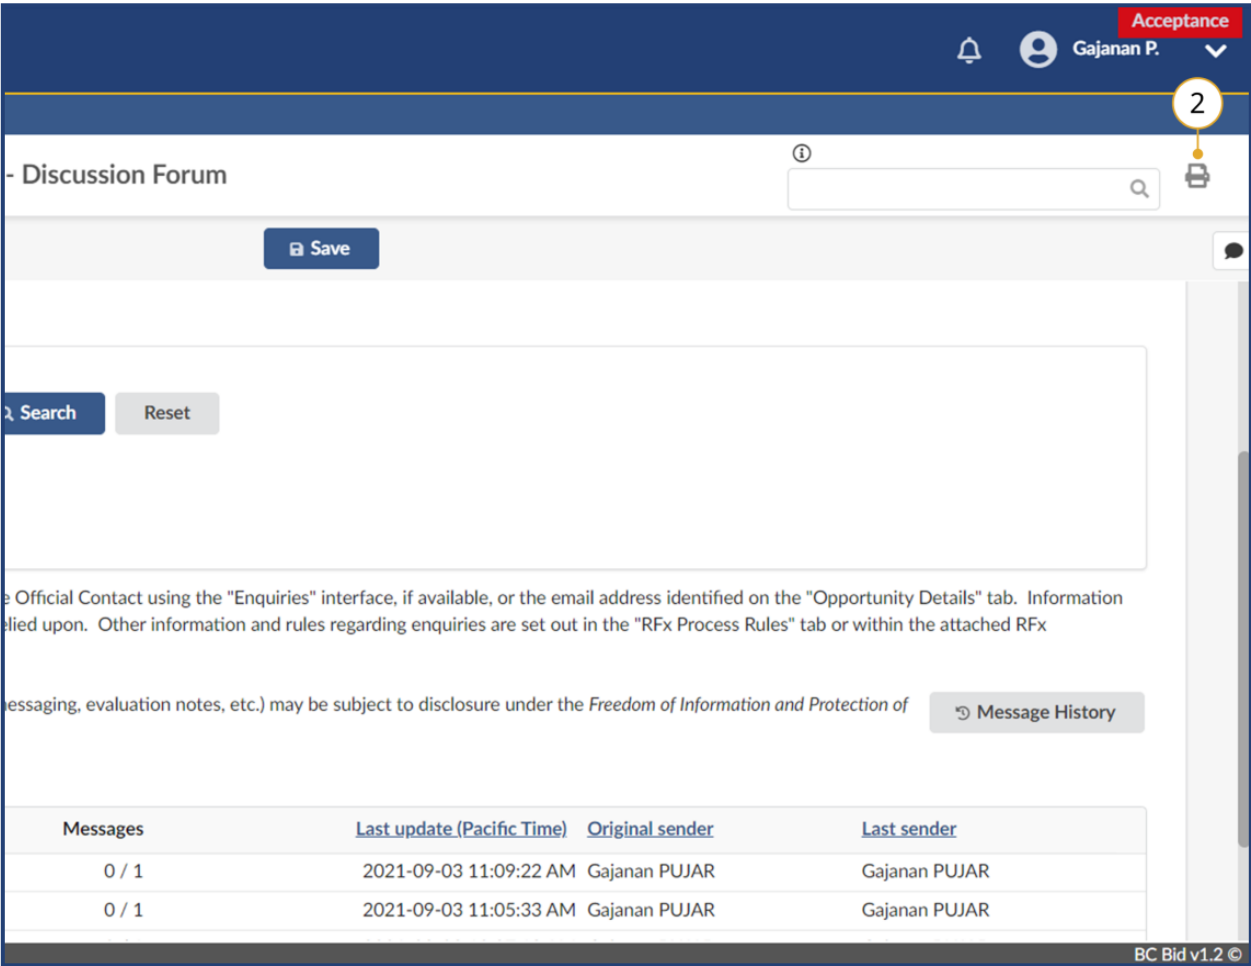 Acceptance
Gajanan P.
2
- Discussion Forum
Save
Search
Reset
e Official Contact using the "Enquiries" interface, if available, or the email address identified on the "Opportunity Details" tab.  Information
elied upon.  Other information and rules regarding enquiries are set out in the "RFx Process Rules" tab or within the attached RFx
essaging, evaluation notes, etc.) may be subject to disclosure under the Freedom of Information and Protection of
Message History
Messages Last update (Pacific Time) Original sender Last sender
0 / 1 2021-09-03 11:09:22 AM Gajanan PUJAR Gajanan PUJAR
0 / 1 2021-09-03 11:05:33 AM Gajanan PUJAR Gajanan PUJAR
BC Bid v1.2 ©